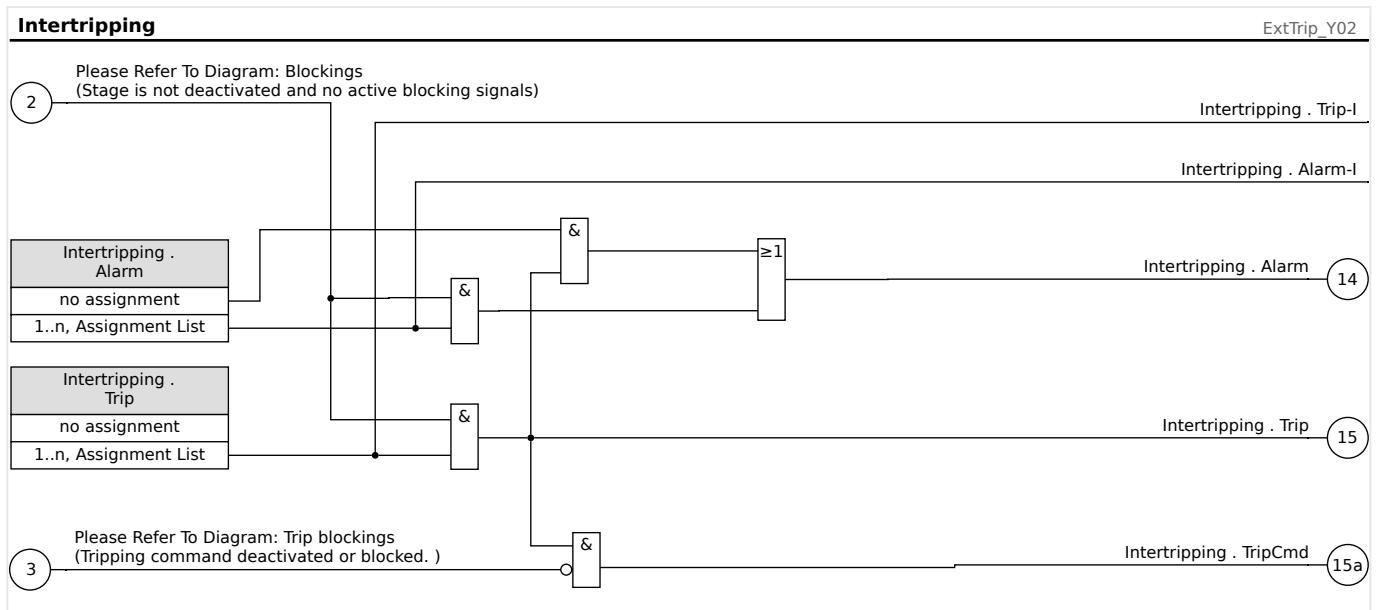 Intertripping
ExtTrip_Y02
Please Refer To Diagram: Blockings
(Stage is not deactivated and no active blocking signals)
2
Intertripping . Trip-I
Intertripping . Alarm-I
&
≥1
Intertripping .
Alarm
no assignment
1..n, Assignment List
&
Intertripping . Alarm
14
Intertripping .
Trip
no assignment
1..n, Assignment List
&
Intertripping . Trip
15
Please Refer To Diagram: Trip blockings
(Tripping command deactivated or blocked. )
3
&
Intertripping . TripCmd
15a